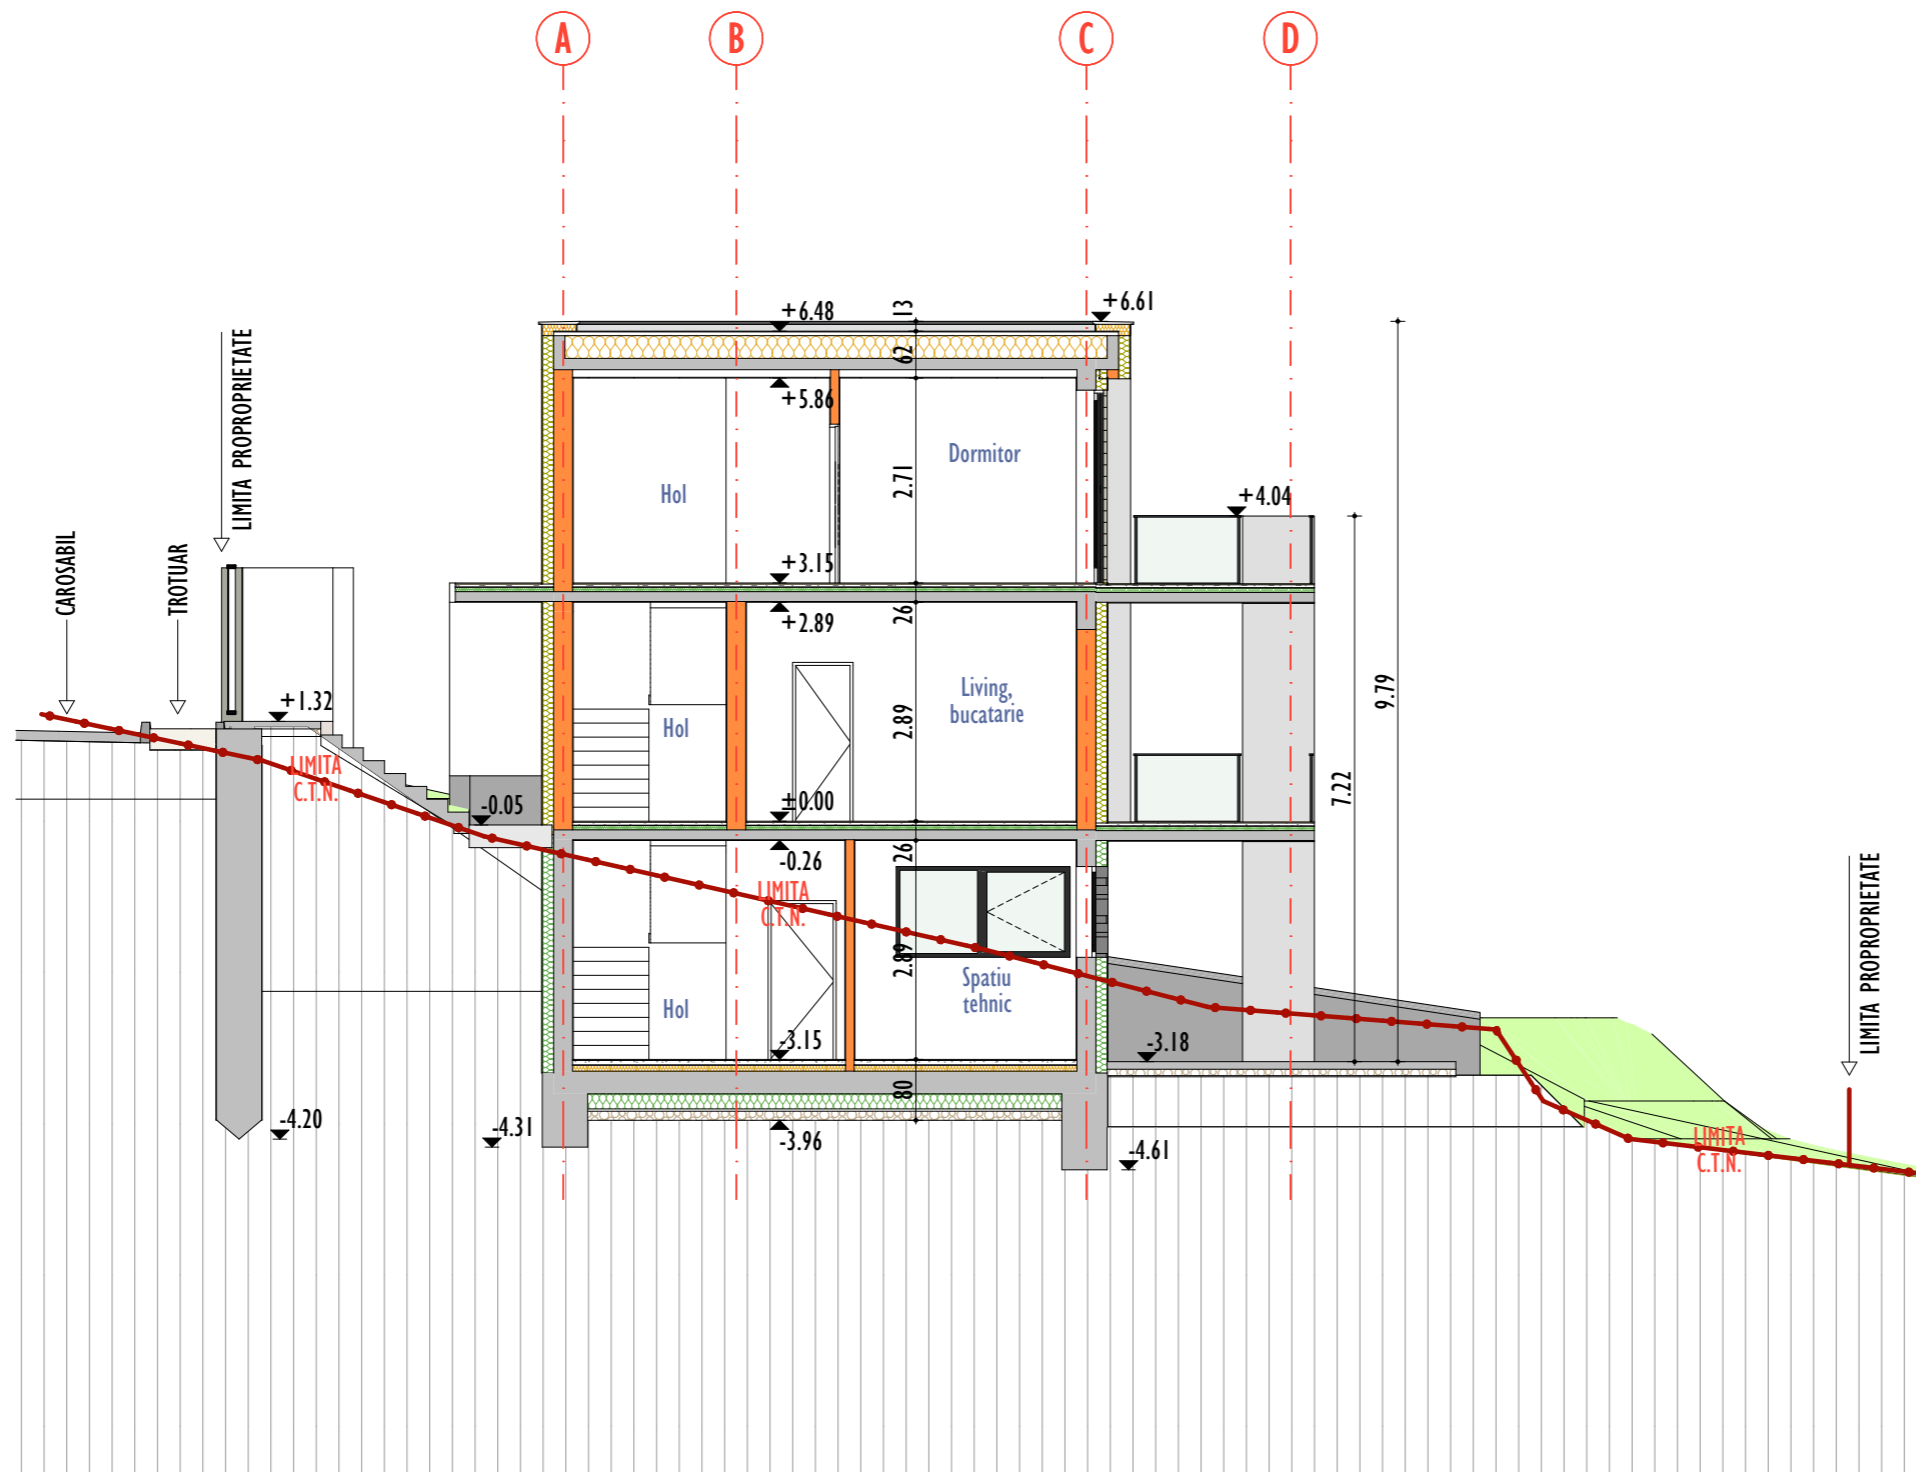 A
B
C
D
+6.48
13
+6.61
62
+5.86
LIMITA PROPROPRIETATE
Dormitor
2.71
Hol
+4.04
CAROSABIL
TROTUAR
+3.15
+2.89
26
9.79
Living,
bucatarie
+1.32
Hol
2.89
7.22
LIMITA
C.T.N.
-0.05
±0.00
-0.26
26
LIMITA
C.T.N.
LIMITA PROPROPRIETATE
2.89
Spatiu
tehnic
Hol
-3.15
-3.18
80
-4.20
-4.31
-3.96
-4.61
LIMITA
C.T.N.